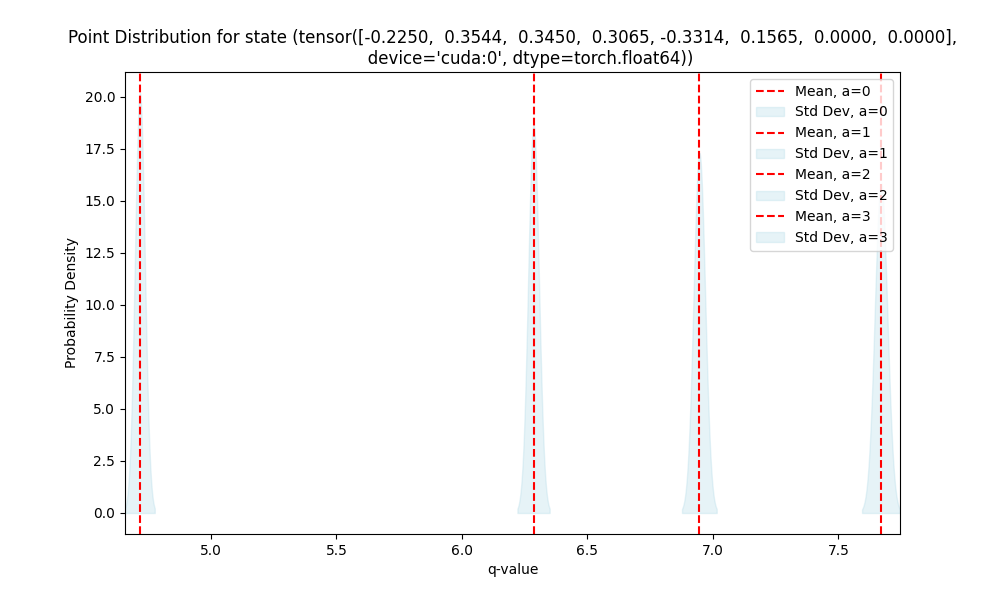 Point Distribution for state (tensor([-0.2250,  0.3544,  0.3450,  0.3065, -0.3314,  0.1565,  0.0000,  0.0000],
device='cuda:0', dtype=torch.float64))
Mean, a=0
Std Dev, a=0
Mean, a=1
Std Dev, a=1
Mean, a=2
Std Dev, a=2
Mean, a=3
Std Dev, a=3
Probability Density
20.0
17.5
15.0
12.5
10.0
7.5
5.0
2.5
0.0
5.0
5.5
6.0
6.5
7.0
7.5
q-value